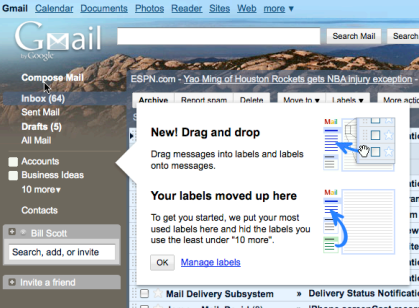 Gmail Calendar Documents Photos Reader Sites Web more ▼
Gmail
by Google
Search Mail Search
Compose Mail
ESPN.com - Yao Ming of Houston Rockets gets NBA injury exception -
Inbox (64)
Sent Mail
Drafts (5)
All Mail
Archive Report spam Delete Move to ▼ Labels ▼ More actio
Accounts
Business Ideas
10 more▼
Contacts
Bill Scott
Search, add, or invite
Invite a friend
New! Drag and drop
Drag messages into labels and labels
onto messages.
Mail
Your labels moved up here
To get you started, we put your most
used labels here and hid the labels you
use the least under "10 more".
Mail
OK Manage labels
Mail Delivery Subsystem » Delivery Status Notificati